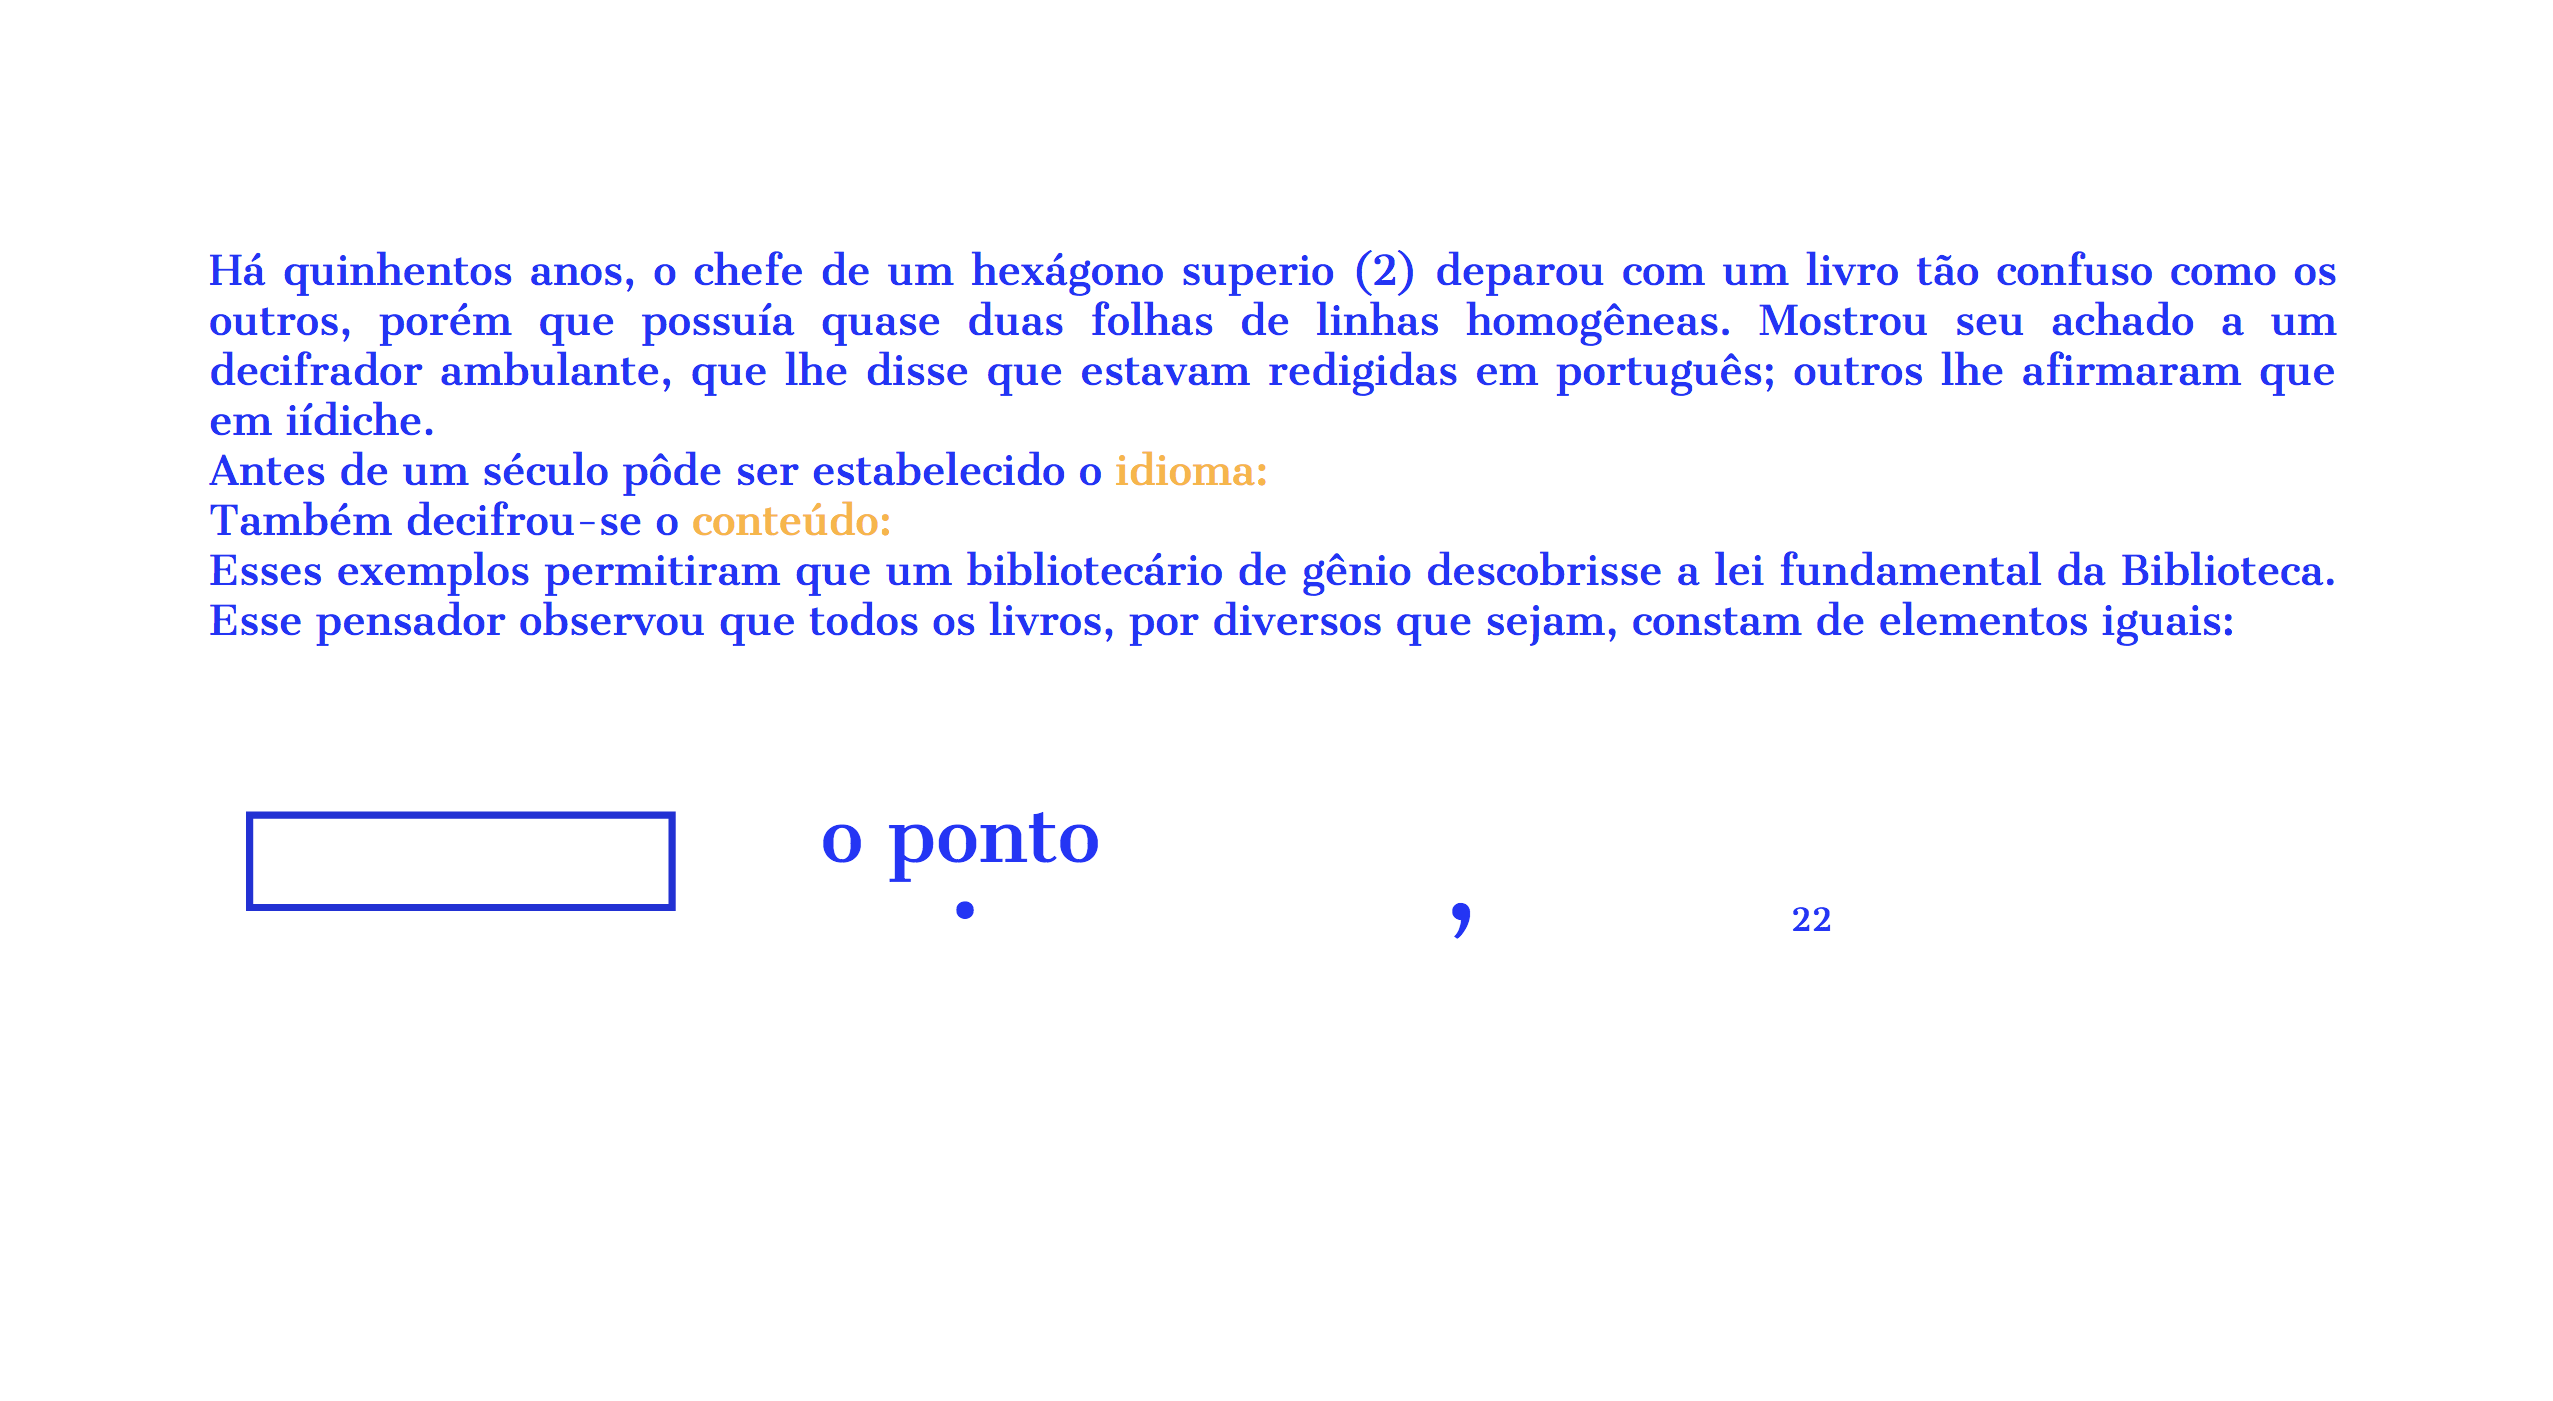 Há quinhentos anos, o chefe de um hexágono superio (2) deparou com um livro tão confuso como os
outros, porém que possuía quase duas folhas de linhas homogêneas. Mostrou seu achado a um
decifrador ambulante, que lhe disse que estavam redigidas em português; outros lhe afirmaram que
em iídiche.
Antes de um século pôde ser estabelecido o idioma:
Também decifrou-se o conteúdo:
Esses exemplos permitiram que um bibliotecário de gênio descobrisse a lei fundamental da Biblioteca.
Esse pensador observou que todos os livros, por diversos que sejam, constam de elementos iguais:
o ponto
. , 22